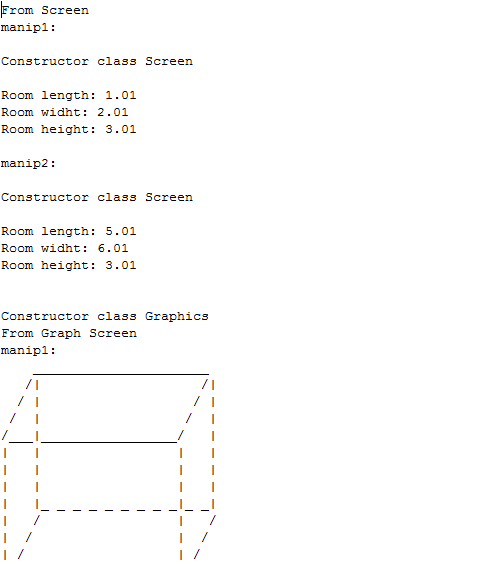 From Screen
manip1:
Constructor class Screen
Room length: 1.01
Room widht: 2.01
Room height: 3.01
manip2:
Constructor class Screen
Room length: 5.01
Room widht: 6.01
Room height: 3.01
Constructor class Graphics
From Graph Screen
manip1: